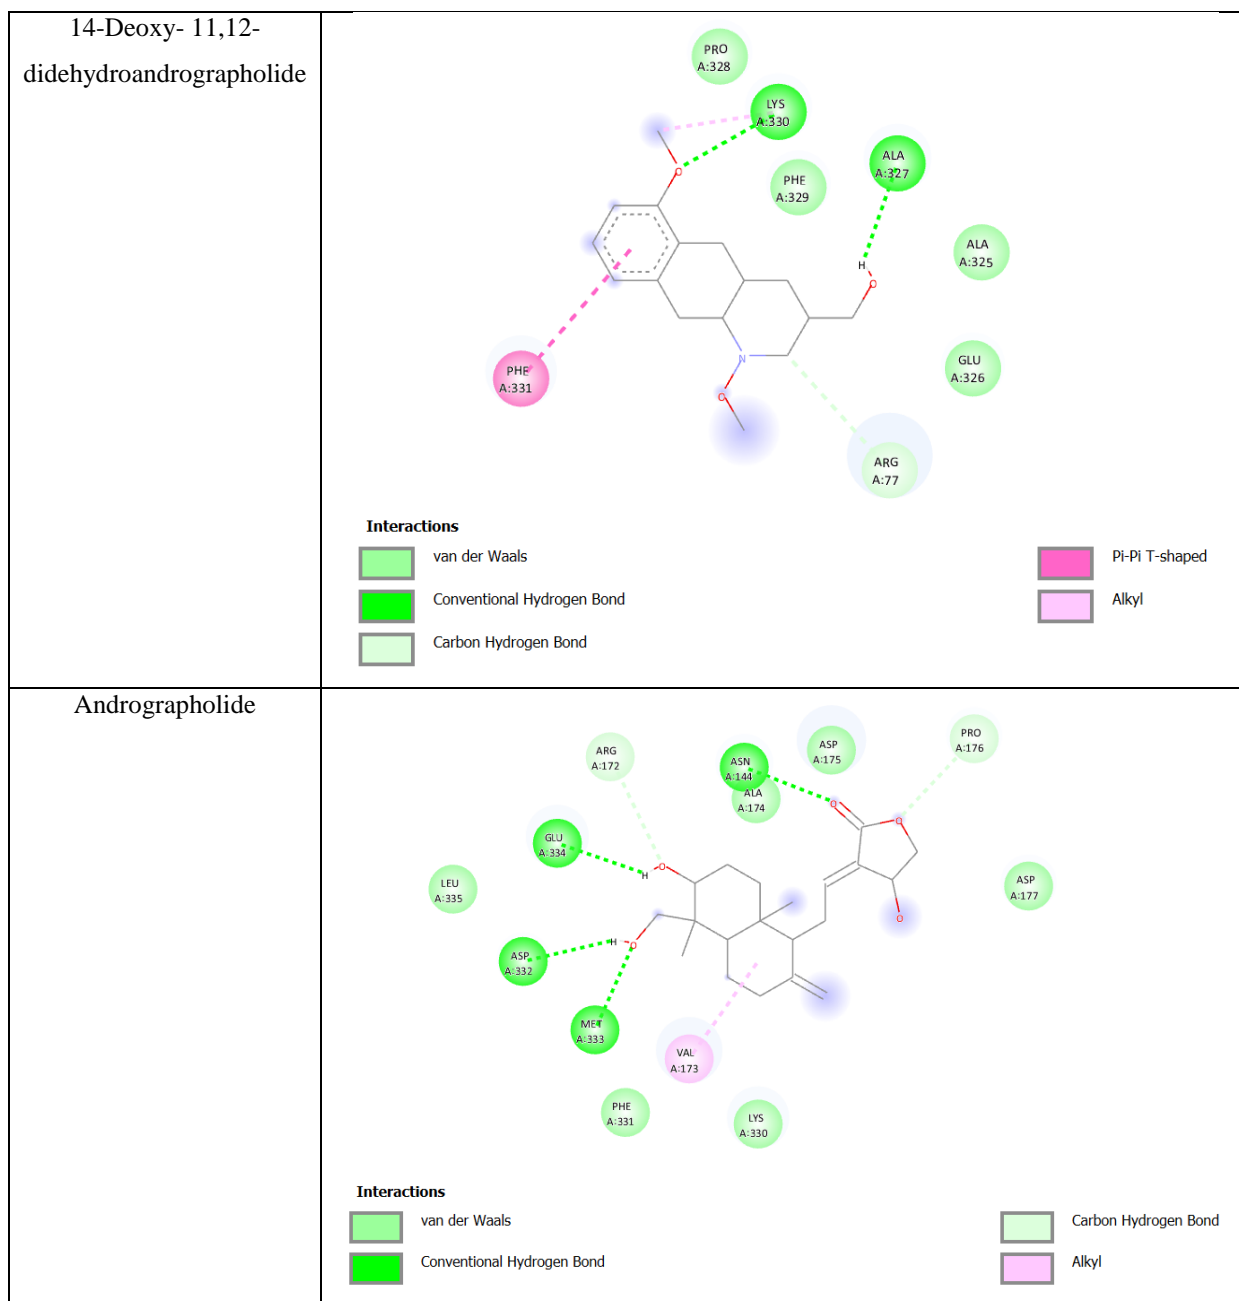 14-Deoxy- 11,12-
didehydroandrographolide
PRO
A:328
LYS
A:330
ALA
A:327
PHE
A:329
ALA
A:325
H
O
O
GLU
A:326
PHE
A:331
N
O
ARG
A:77
Interactions
van der Waals
Conventional Hydrogen Bond
Carbon Hydrogen Bond
Pi-Pi T-shaped
Alkyl
Andrographolide
ARG
A:172
ASN
A:144
ASP
A:175
PRO
A:176
ALA
A:174
O
O
GLU
A:334
H
O
LEU
A:335
ASP
A:177
O
ASP
A:332
H
O
MET
A:333
VAL
A:173
PHE
A:331
LYS
A:330
Interactions
van der Waals
Conventional Hydrogen Bond
Carbon Hydrogen Bond
Alkyl